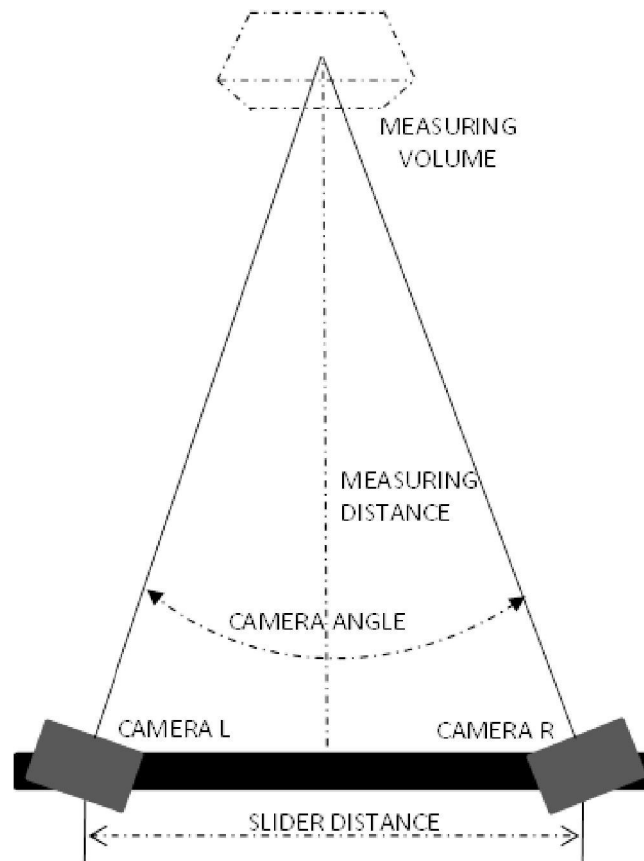 MEASURING
VOLUME
MEASURING
DISTANCE
CAMERA ANGLE
CAMERA L
CAMERA R
SLIDER DISTANCE